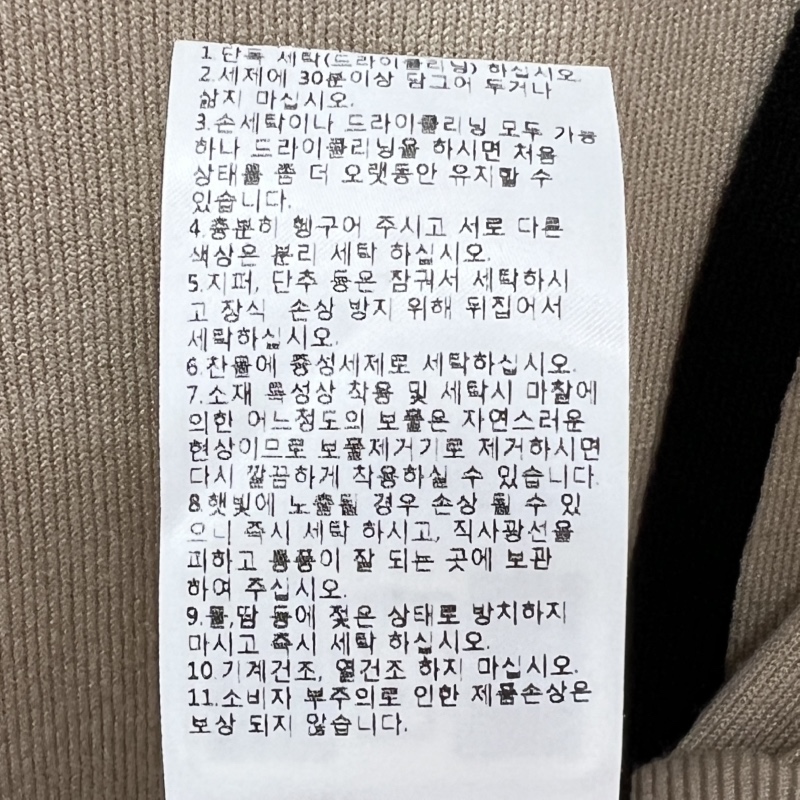 1.단독 세탁(드라이클리닝) 하십시오.
2.세제에 30분이상 담그어 두거나
삶지 마십시오.
3.손세탁이나 드라이클리닝 모두 가능
하나 드라이클리닝을 하시면 처음
상태를 쫌 더 오랫동안 유지할 수
있습니다.
4.충분히 헹구어 주시고 서로 다른
색상은 분리 세탁 하십시오.
5.지퍼, 단추 등은 잠궈서 세탁하시
고 장식 손상 방지 위해 뒤집어서
세탁하십시오.
6.찬물에 중성세제로 세탁하십시오.
7.소재 특성상 착용 및 세탁시 마찰에
의한 어느정도의 보풀은 자연스러운
현상이므로 보풀제거기로 제거하시면
다시 깔끔하게 착용하실 수 있습니다.
8.햇빛에 노출될 경우 손상 될 수 있
으니 즉시 세탁 하시고, 직사광선을
피하고 통풍이 잘 되는 곳에 보관
하여 주십시오.
9.물,땀 등에 젖은 상태로 방치하지
마시고 즉시 세탁 하십시오.
10.기계건조, 열건조 하지 마십시오.
11.소비자 부주의로 인한 제품손상은
보상 되지 않습니다.